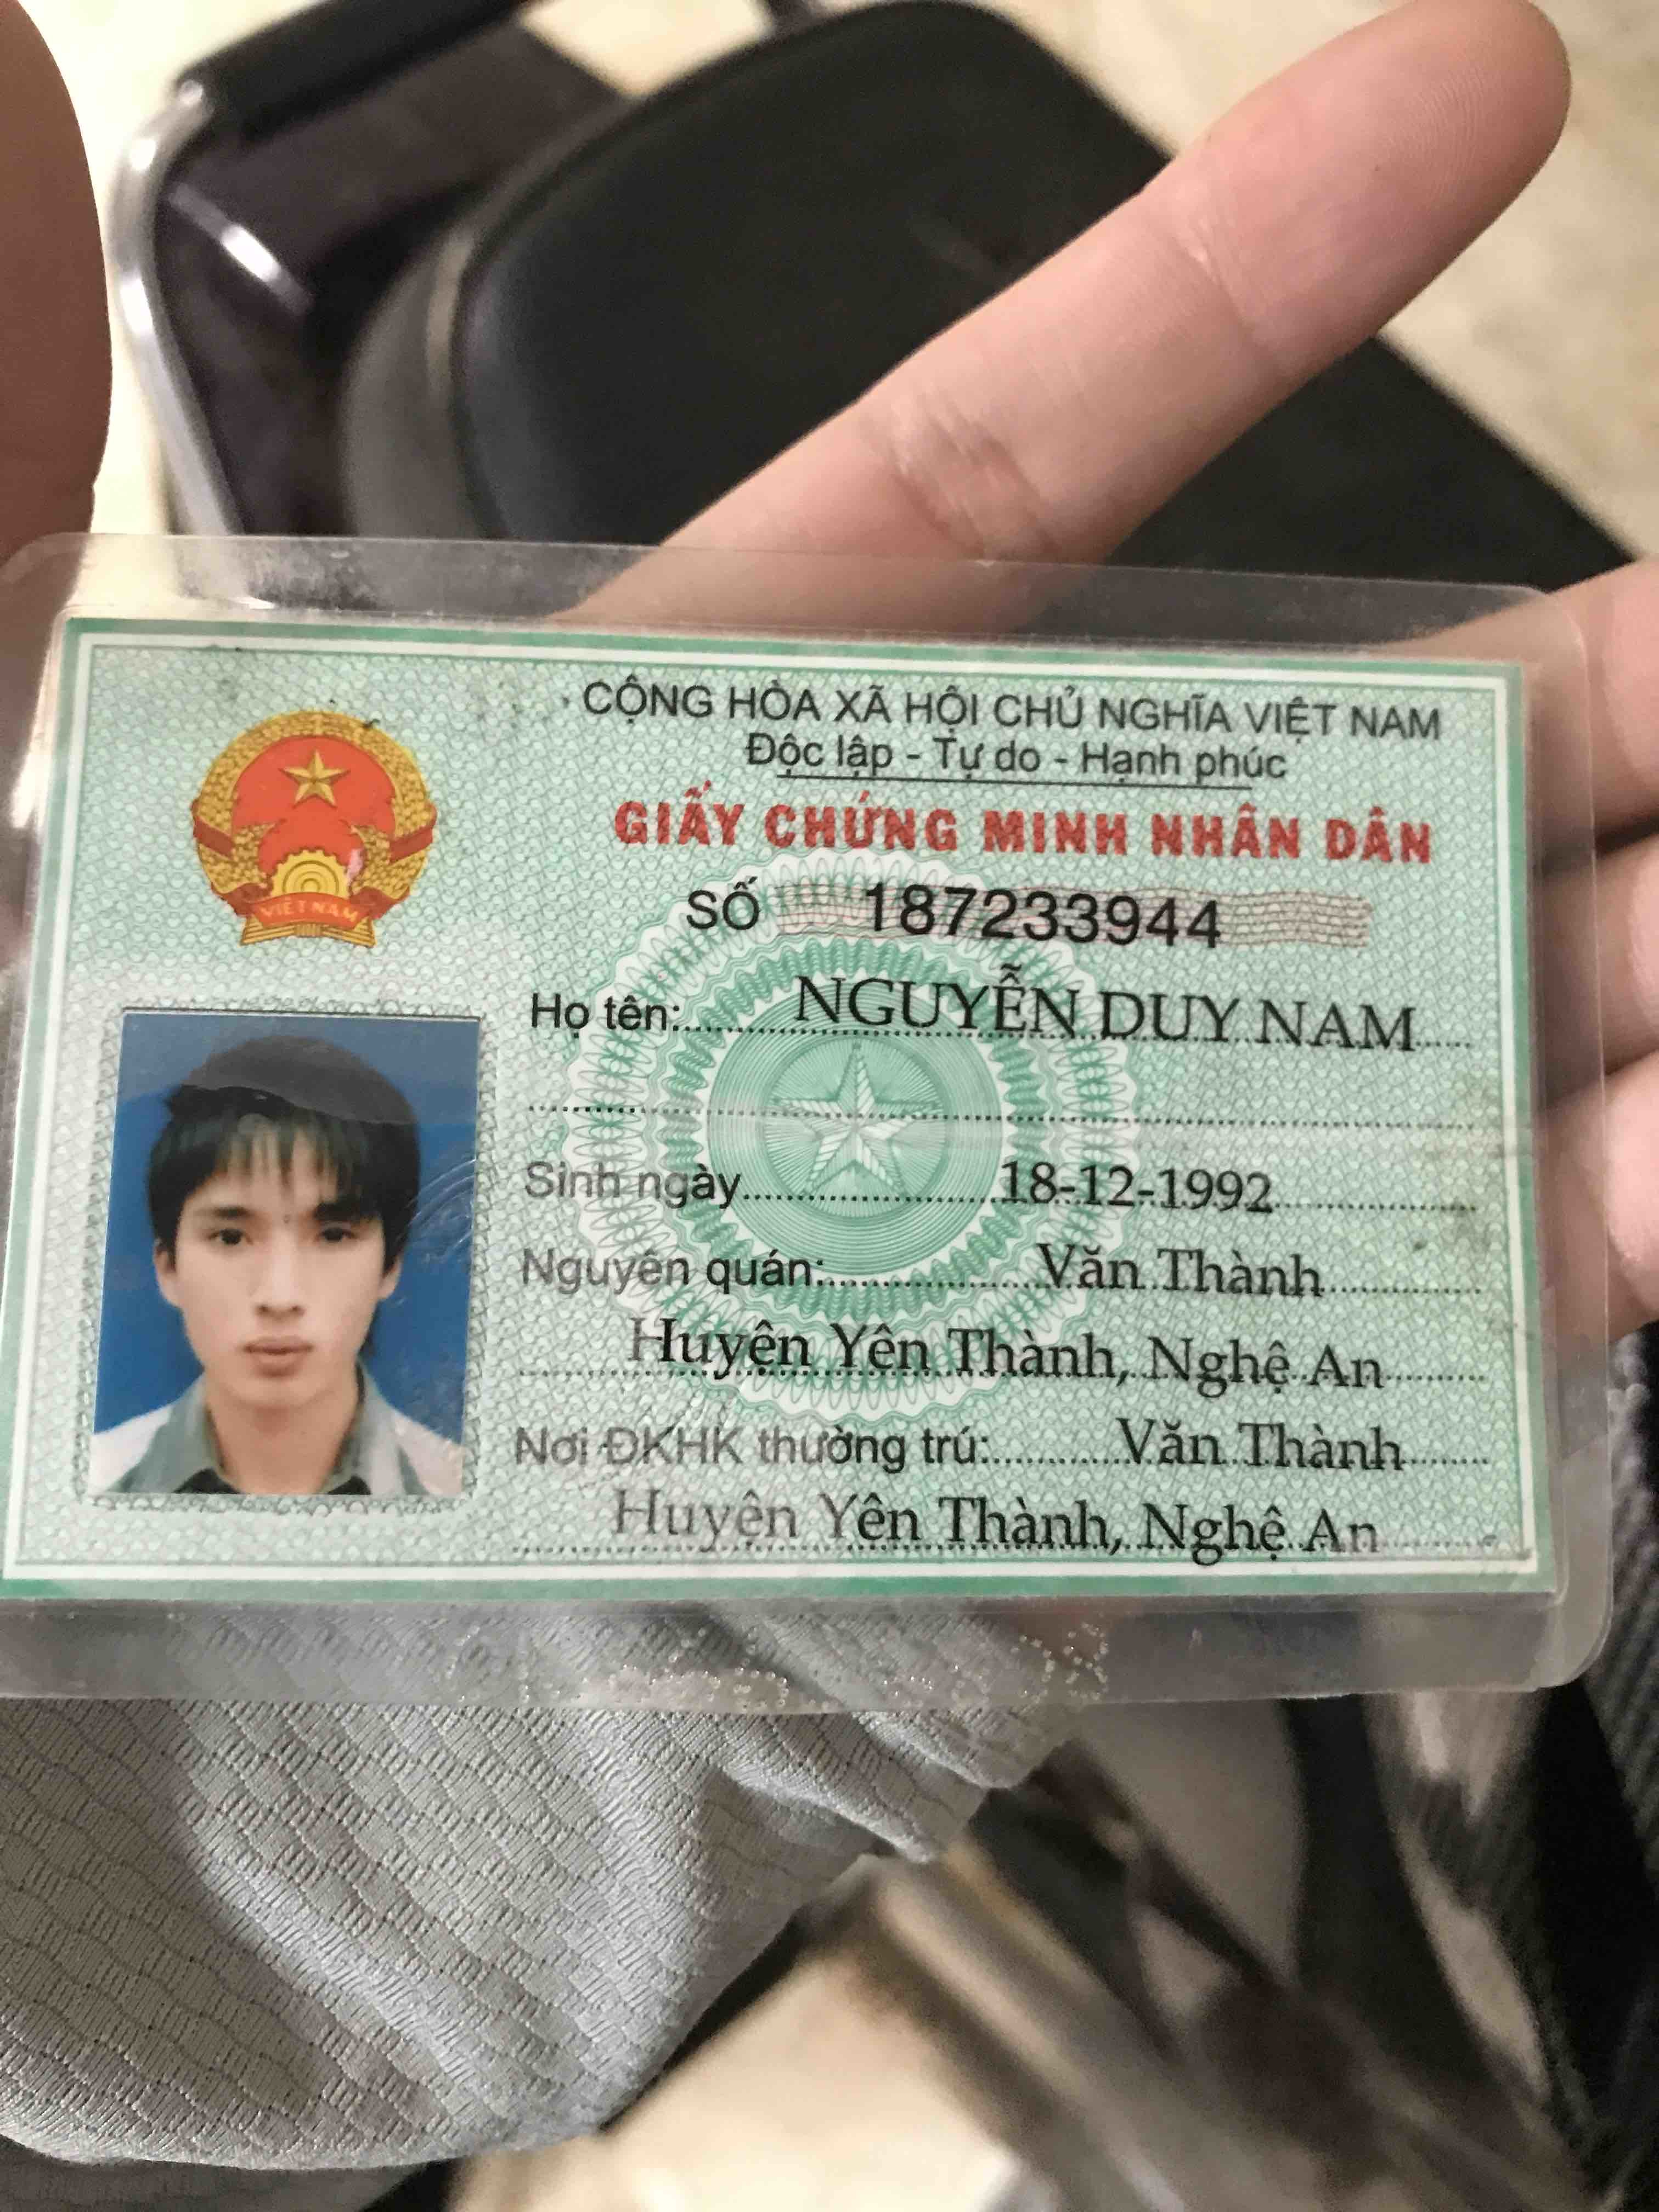 CỘNG HÒA XÃ HỘI CHỦ NGHĨA VIỆT NAM
Độc lập - Tự do - Hạnh phúc
GIẤY CHỨNG MINH NHÂN DÂN
SỐ 187233944
VIỆT NAM
Họ tên: NGUYỄN DUY NAM
Sinh ngày 18-12-1992
Nguyên quán: Văn Thành
Huyện Yên Thành, Nghệ An
Nơi ĐKHK thường trú: Văn Thành
Huyện Yên Thành, Nghệ An